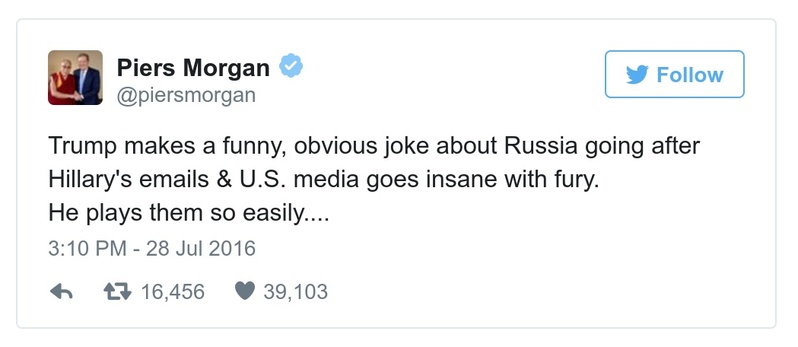 Piers Morgan
@piersmorgan
Follow
Trump makes a funny, obvious joke about Russia going after
Hillary's emails & U.S. media goes insane with fury.
He plays them so easily....
3:10 PM - 28 Jul 2016
16,456 39,103